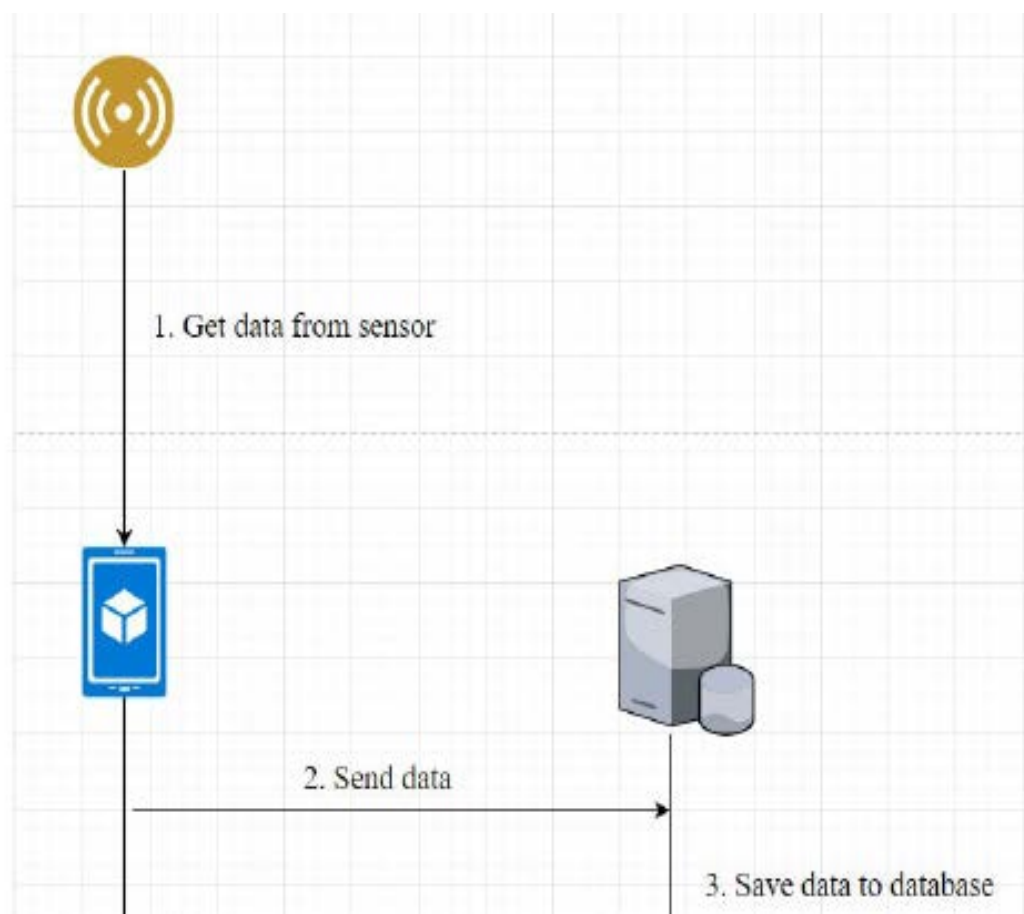 1. Get data from sensor
2. Send data
3. Save data to database